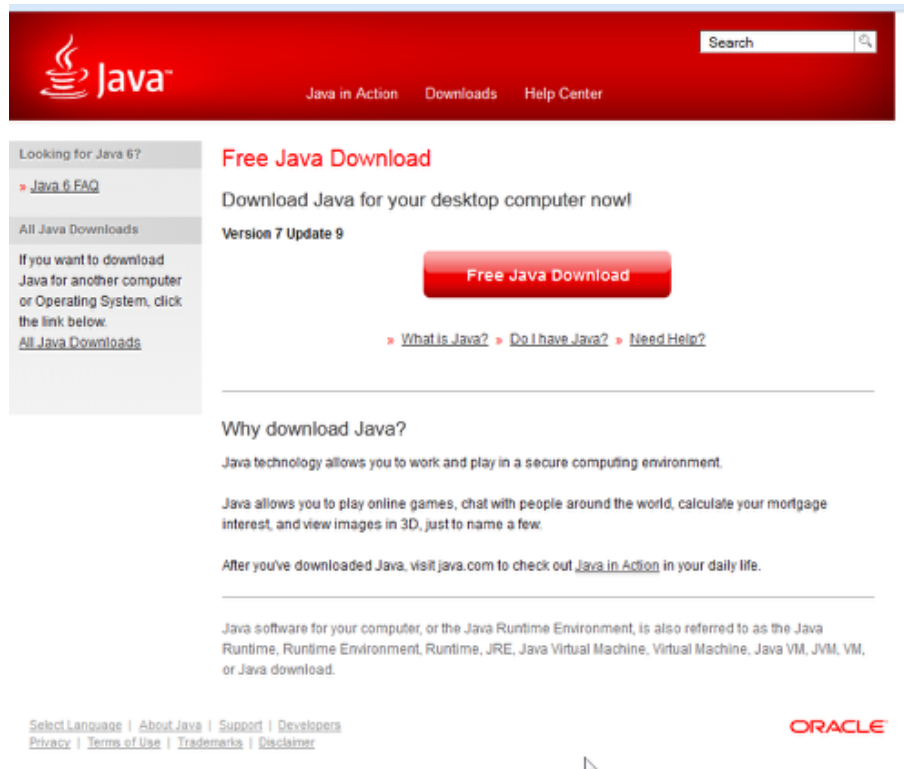 Java™
Search
Java in Action Downloads Help Center
Looking for Java 6?
» Java 6 FAQ
All Java Downloads
If you want to download
Java for another computer
or Operating System, click
the link below.
All Java Downloads
Free Java Download
Download Java for your desktop computer now!
Version 7 Update 9
Free Java Download
» What is Java? » Do I have Java? » Need Help?
Why download Java?
Java technology allows you to work and play in a secure computing environment.
Java allows you to play online games, chat with people around the world, calculate your mortgage
interest, and view images in 3D, just to name a few.
After you've downloaded Java, visit java.com to check out Java in Action in your daily life.
Java software for your computer, or the Java Runtime Environment, is also referred to as the Java
Runtime, Runtime Environment, Runtime, JRE, Java Virtual Machine, Virtual Machine, Java VM, JVM, VM,
or Java download.
Select Language | About Java | Support | Developers
Privacy | Terms of Use | Trademarks | Disclaimer
ORACLE